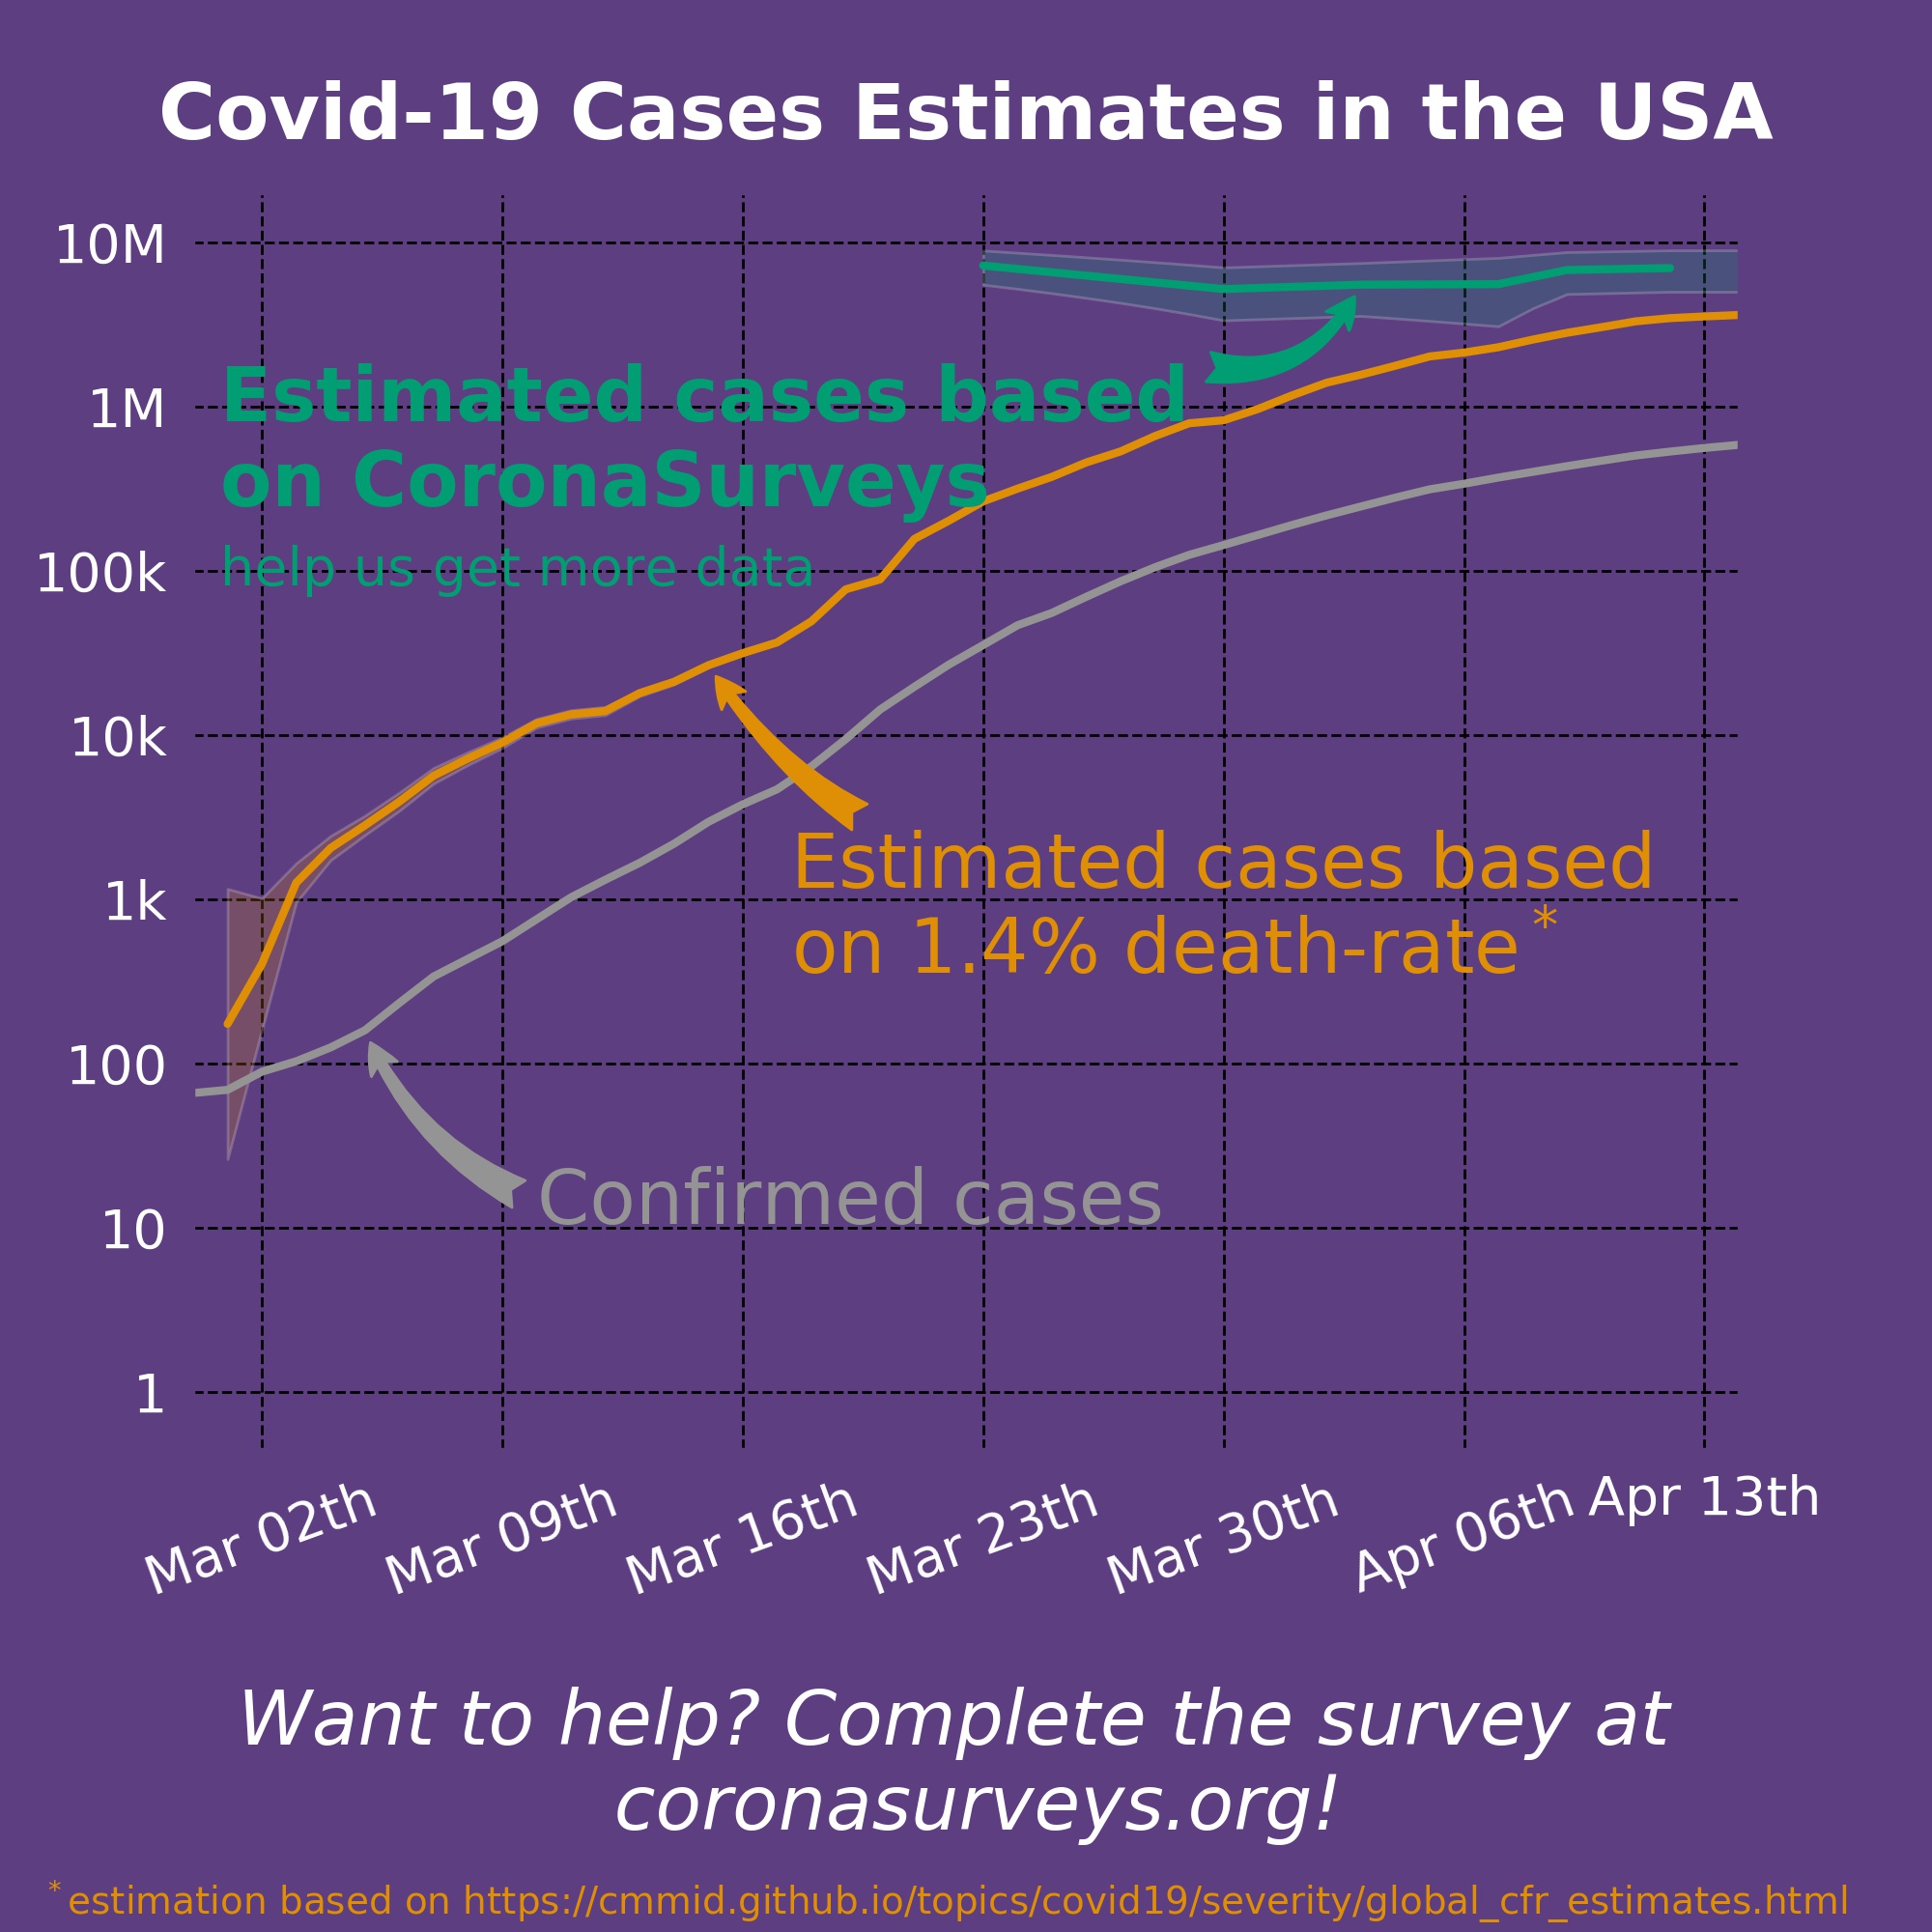 Covid-19 Cases Estimates in the USA
10M
1M
100k
10k
1k
100
10
1
Estimated cases based
on CoronaSurveys
help us get more data
Estimated cases based
on 1.4% death-rate*
Confirmed cases
Mar 02th
Mar 09th
Mar 16th
Mar 23th
Mar 30th
Apr 06th
Apr 13th
Want to help? Complete the survey at
coronasurveys.org!
*estimation based on https://cmmid.github.io/topics/covid19/severity/global_cfr_estimates.html